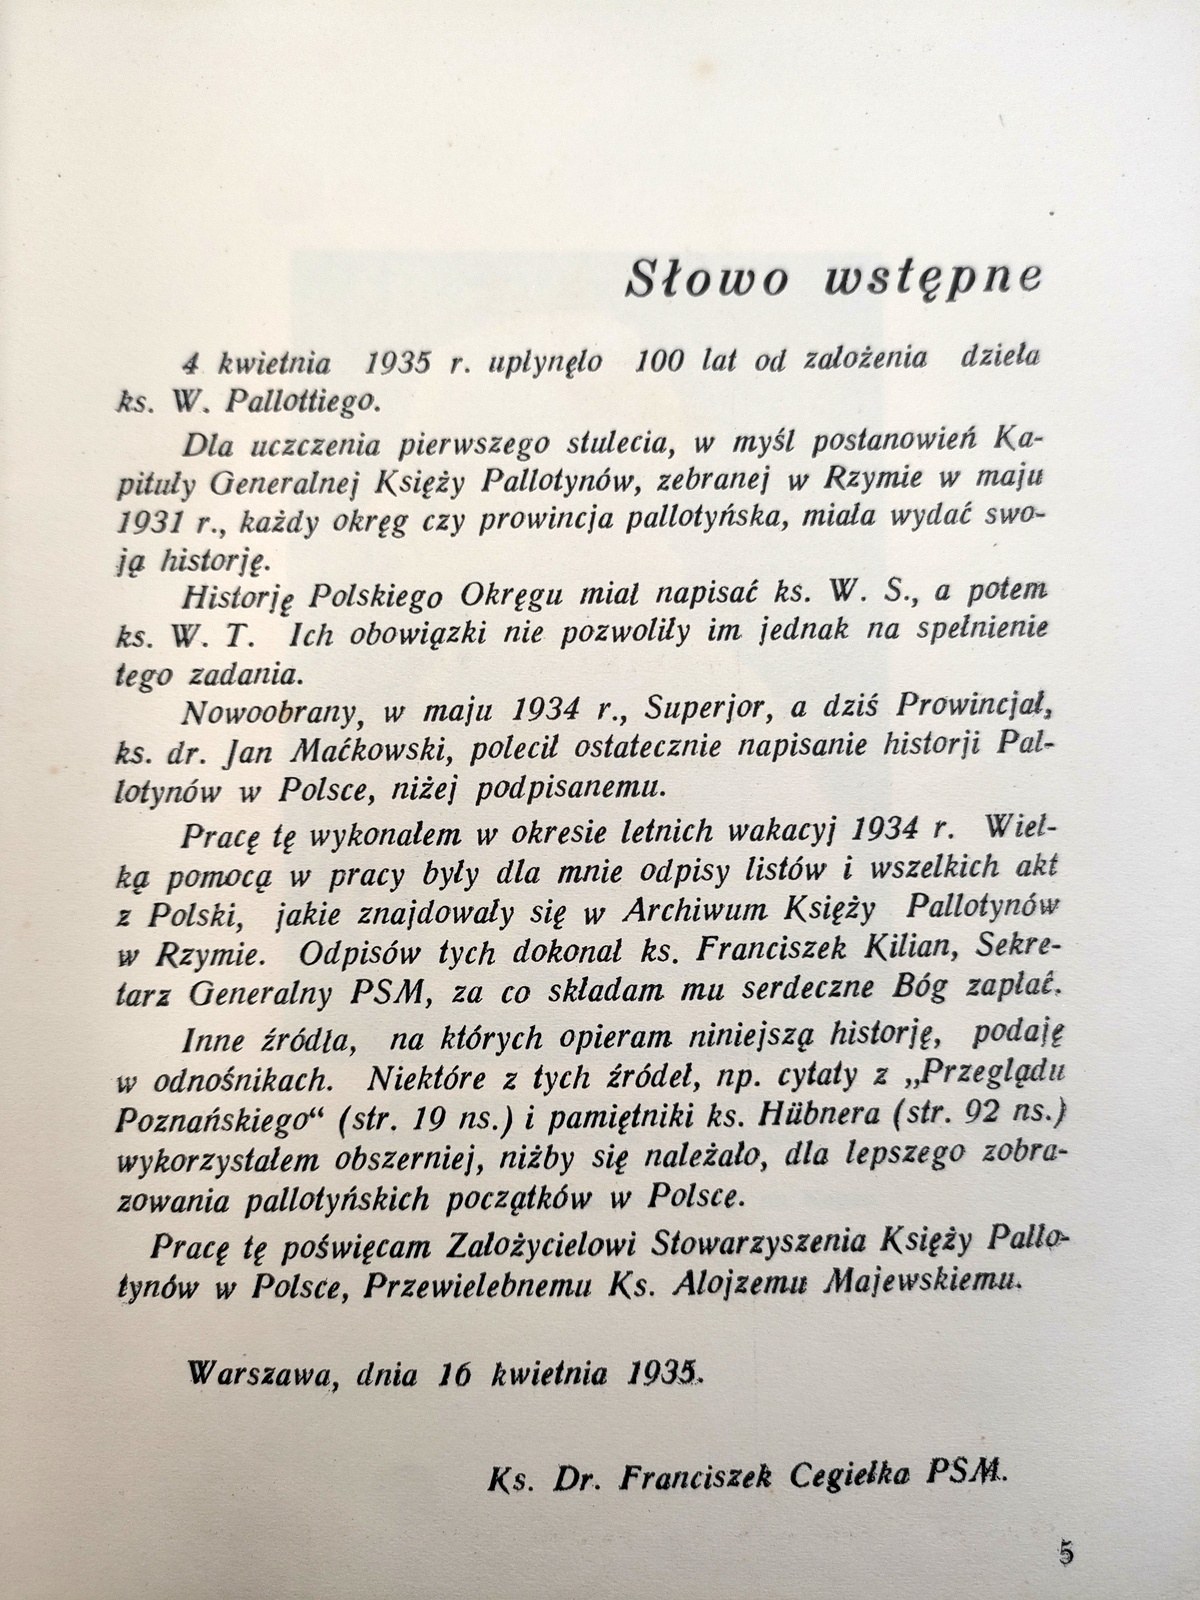 Słowo wstępne
4 kwietnia 1935 r. upłynęło 100 lat od założenia dzieła
ks. W. Pallottiego.
Dla uczczenia pierwszego stulecia, w myśl postanowień Ka-
pituły Generalnej Księży Pallotynów, zebranej w Rzymie w maju
1931 r., każdy okręg czy prowincja pallotyńska, miała wydać swo-
ją historję.
Historję Polskiego Okręgu miał napisać ks. W. S., a potem
ks. W. T. Ich obowiązki nie pozwoliły im jednak na spełnienie
tego zadania.
Nowoobrany, w maju 1934 r., Superjor, a dziś Prowincjał,
ks. dr. Jan Maćkowski, polecił ostatecznie napisanie historji Pal-
lotynów w Polsce, niżej podpisanemu.
Pracę tę wykonałem w okresie letnich wakacyj 1934 r. Wiel-
ką pomocą w pracy były dla mnie odpisy listów i wszelkich akt
z Polski, jakie znajdowały się w Archiwum Księży Pallotynów
w Rzymie. Odpisów tych dokonał ks. Franciszek Kilian, Sekre-
tarz Generalny PSM, za co składam mu serdeczne Bóg zapłać.
Inne źródła, na których opieram niniejszą historję, podaję
w odnośnikach. Niektóre z tych źródeł, np. cytaty z „Przeglądu
Poznańskiego“ (str. 19 ns.) i pamiętniki ks. Hübnera (str. 92 ns.)
wykorzystałem obszerniej, niżby się należało, dla lepszego zobra-
zowania pallotyńskich początków w Polsce.
Pracę tę poświęcam Założycielowi Stowarzyszenia Księży Pallo-
tynów w Polsce, Przewielebnemu Ks. Alojzemu Majewskiemu.
Warszawa, dnia 16 kwietnia 1935.
Ks. Dr. Franciszek Cegiełka PSM.
5